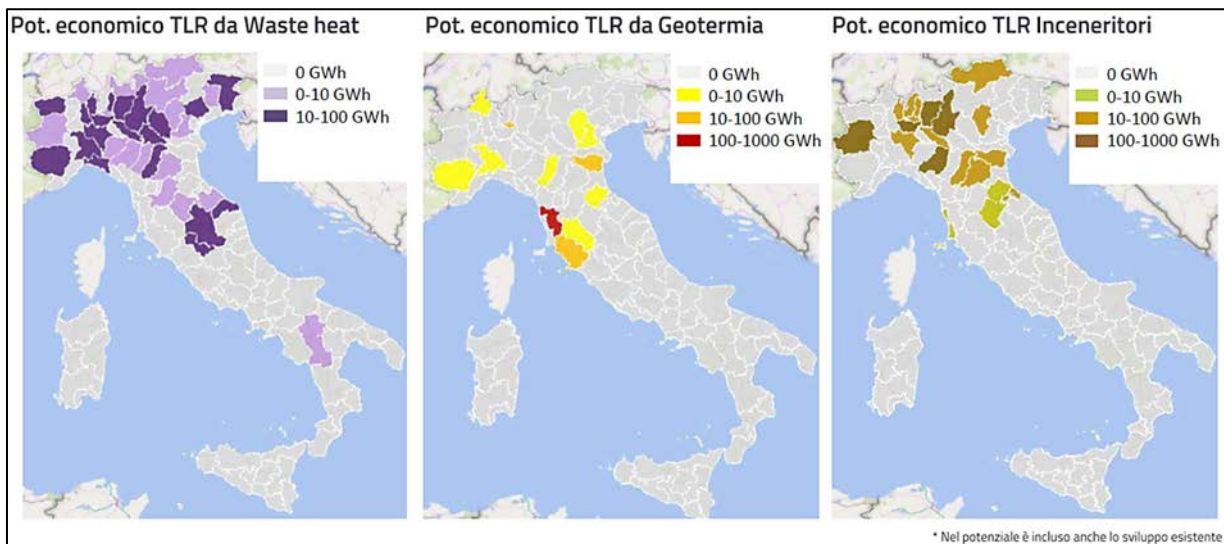 Pot. economico TLR da Waste heat
0 GWh
0-10 GWh
10-100 GWh
Pot. economico TLR da Geotermia
0 GWh
0-10 GWh
10-100 GWh
100-1000 GWh
Pot. economico TLR Inceneritori
0 GWh
0-10 GWh
10-100 GWh
100-1000 GWh
* Nel potenziale è incluso anche lo sviluppo esistente